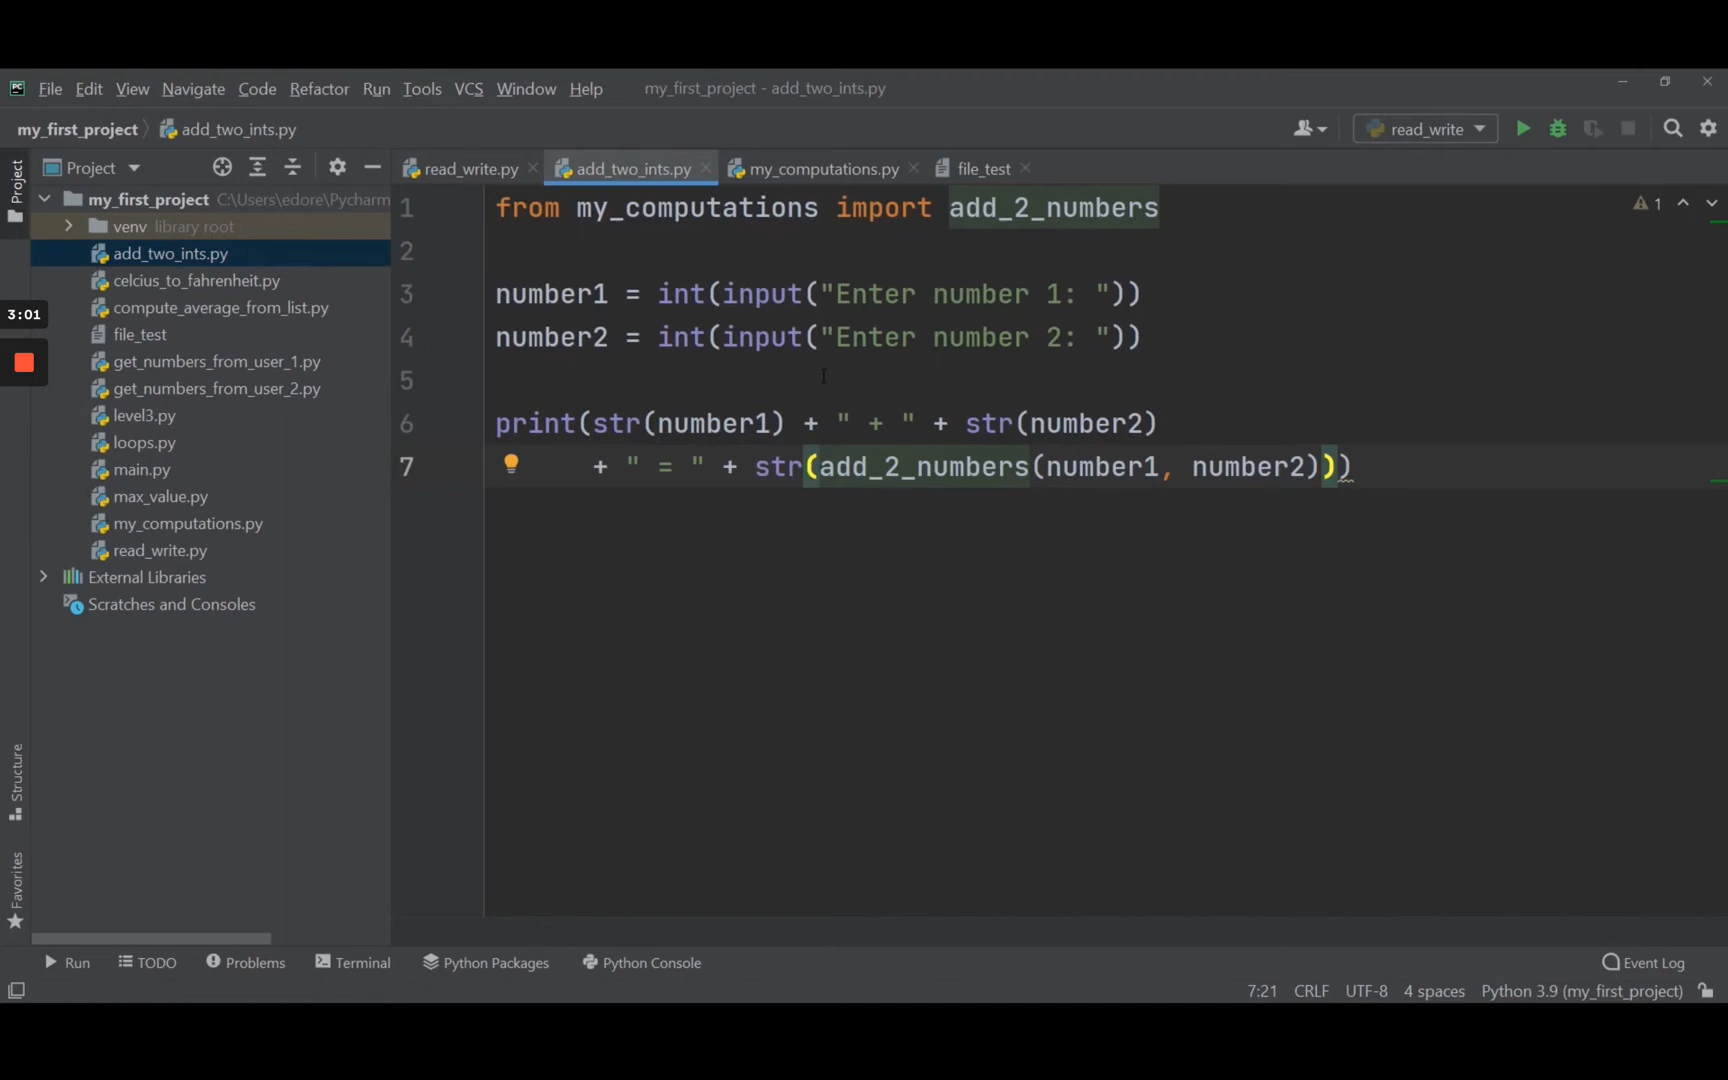 PC File Edit View Navigate Code Refactor Run Tools VCS Window Help my_first_project - add_two_ints.py
my_first_project add_two_ints.py read_write
Project
Project
read_write.py add_two_ints.py my_computations.py file_test
my_first_project C:\Users\edore\Pycharm
venv library root
add_two_ints.py
celcius_to_fahrenheit.py
compute_average_from_list.py
file_test
get_numbers_from_user_1.py
get_numbers_from_user_2.py
level3.py
loops.py
main.py
max_value.py
my_computations.py
read_write.py
External Libraries
Scratches and Consoles
3:01
1 from my_computations import add_2_numbers
2
3 number1 = int(input("Enter number 1: "))
4 number2 = int(input("Enter number 2: "))
5
6 print(str(number1) + " + " + str(number2)
7 + " = " + str(add_2_numbers(number1, number2)))
1
Structure
Favorites
Run TODO Problems Terminal Python Packages Python Console Event Log
7:21 CRLF UTF-8 4 spaces Python 3.9 (my_first_project)